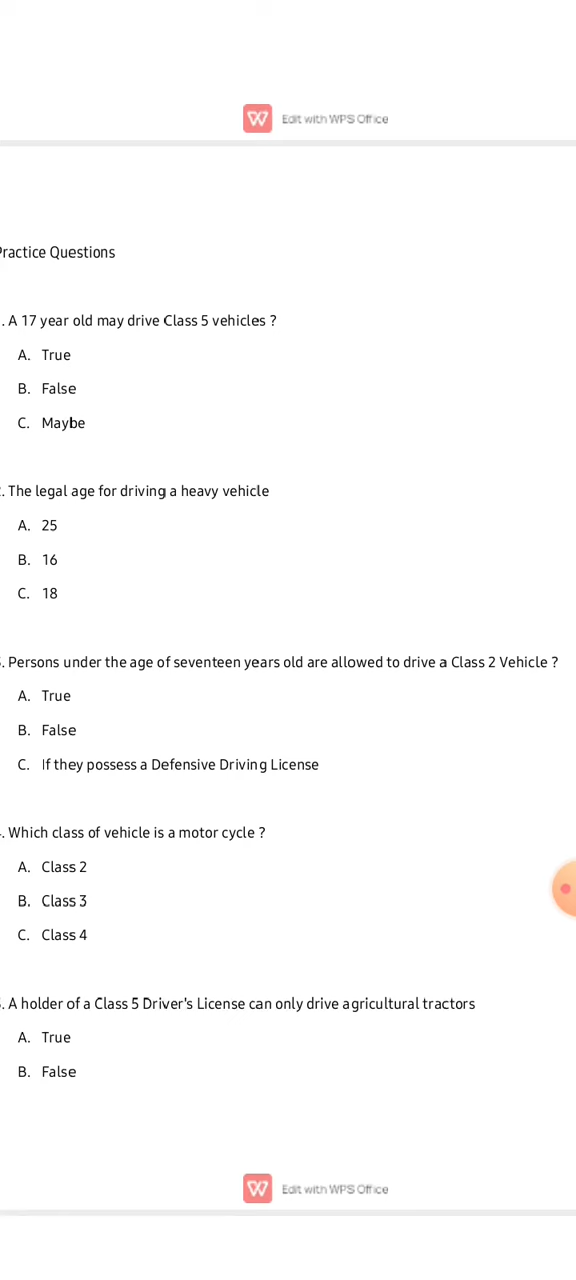 Edit with WPS Office
Practice Questions
. A 17 year old may drive Class 5 vehicles ?
A. True
B. False
C. Maybe
. The legal age for driving a heavy vehicle
A. 25
B. 16
C. 18
. Persons under the age of seventeen years old are allowed to drive a Class 2 Vehicle ?
A. True
B. False
C. If they possess a Defensive Driving License
. Which class of vehicle is a motor cycle ?
A. Class 2
B. Class 3
C. Class 4
. A holder of a Class 5 Driver's License can only drive agricultural tractors
A. True
B. False
Edit with WPS Office